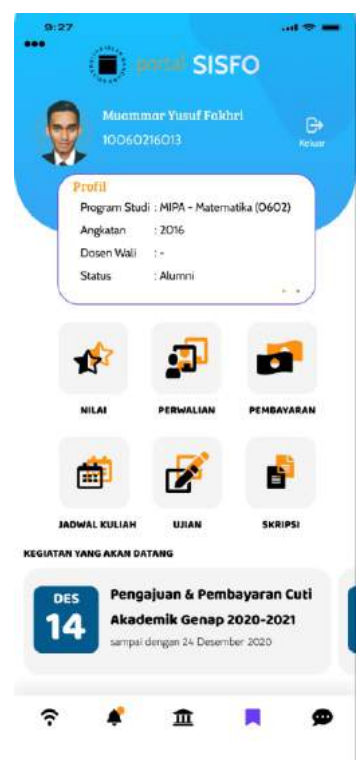 9:27
portal SISFO
Muammar Yusuf Fakhri
10060216013
Keluar
Profil
Program Studi : MIPA - Matematika (0602)
Angkatan : 2016
Dosen Wali : -
Status : Alumni
NILAI PERWALIAN PEMBAYARAN
JADWAL KULIAH UJIAN SKRIPSI
KEGIATAN YANG AKAN DATANG
DES
14
Pengajuan & Pembayaran Cuti
Akademik Genap 2020-2021
sampai dengan 24 Desember 2020